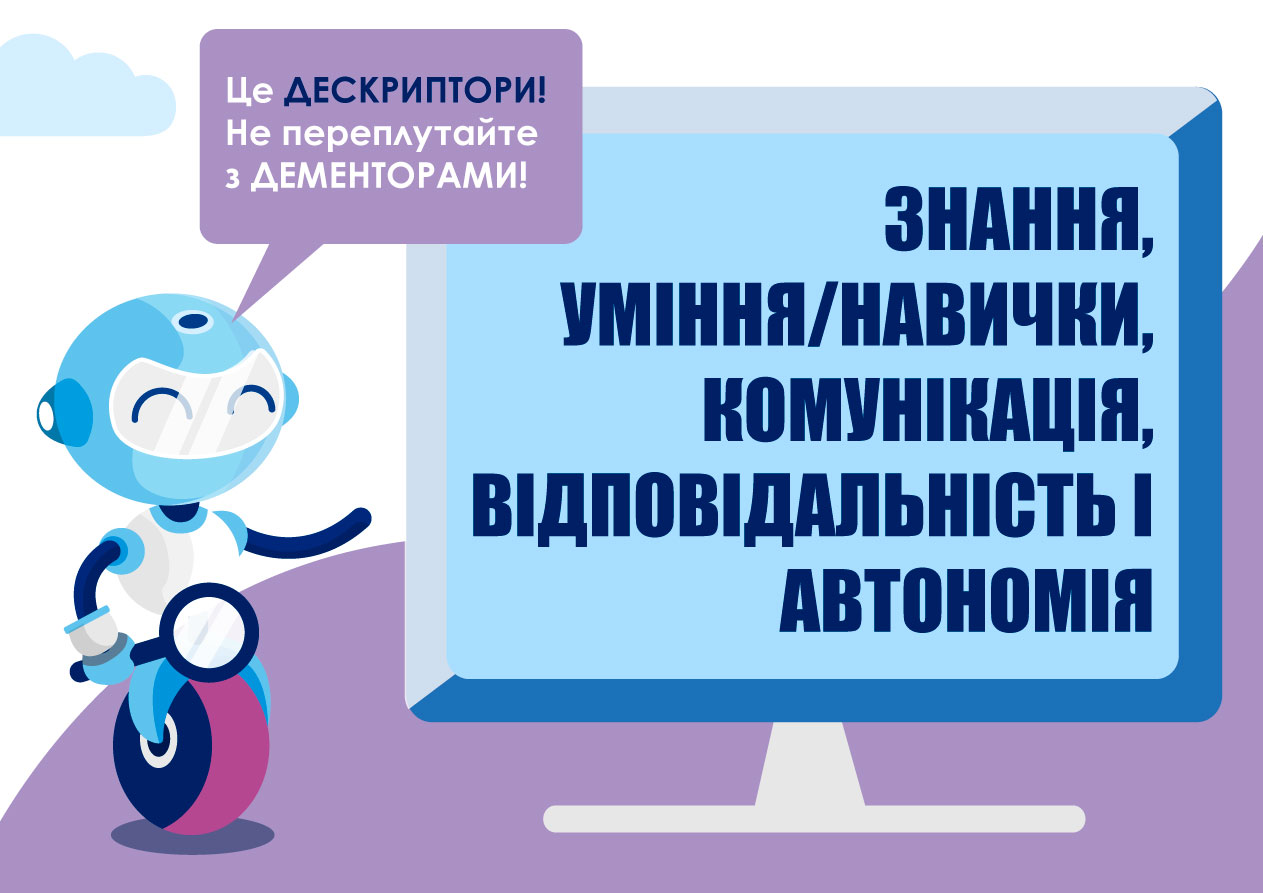 Це ДЕСКРИПТОРИ!
Не переплутайте
з ДЕМЕНТОРАМИ!
ЗНАННЯ,
УМІННЯ/НАВИЧКИ,
КОМУНІКАЦІЯ,
ВІДПОВІДАЛЬНІСТЬ І
АВТОНОМІЯ